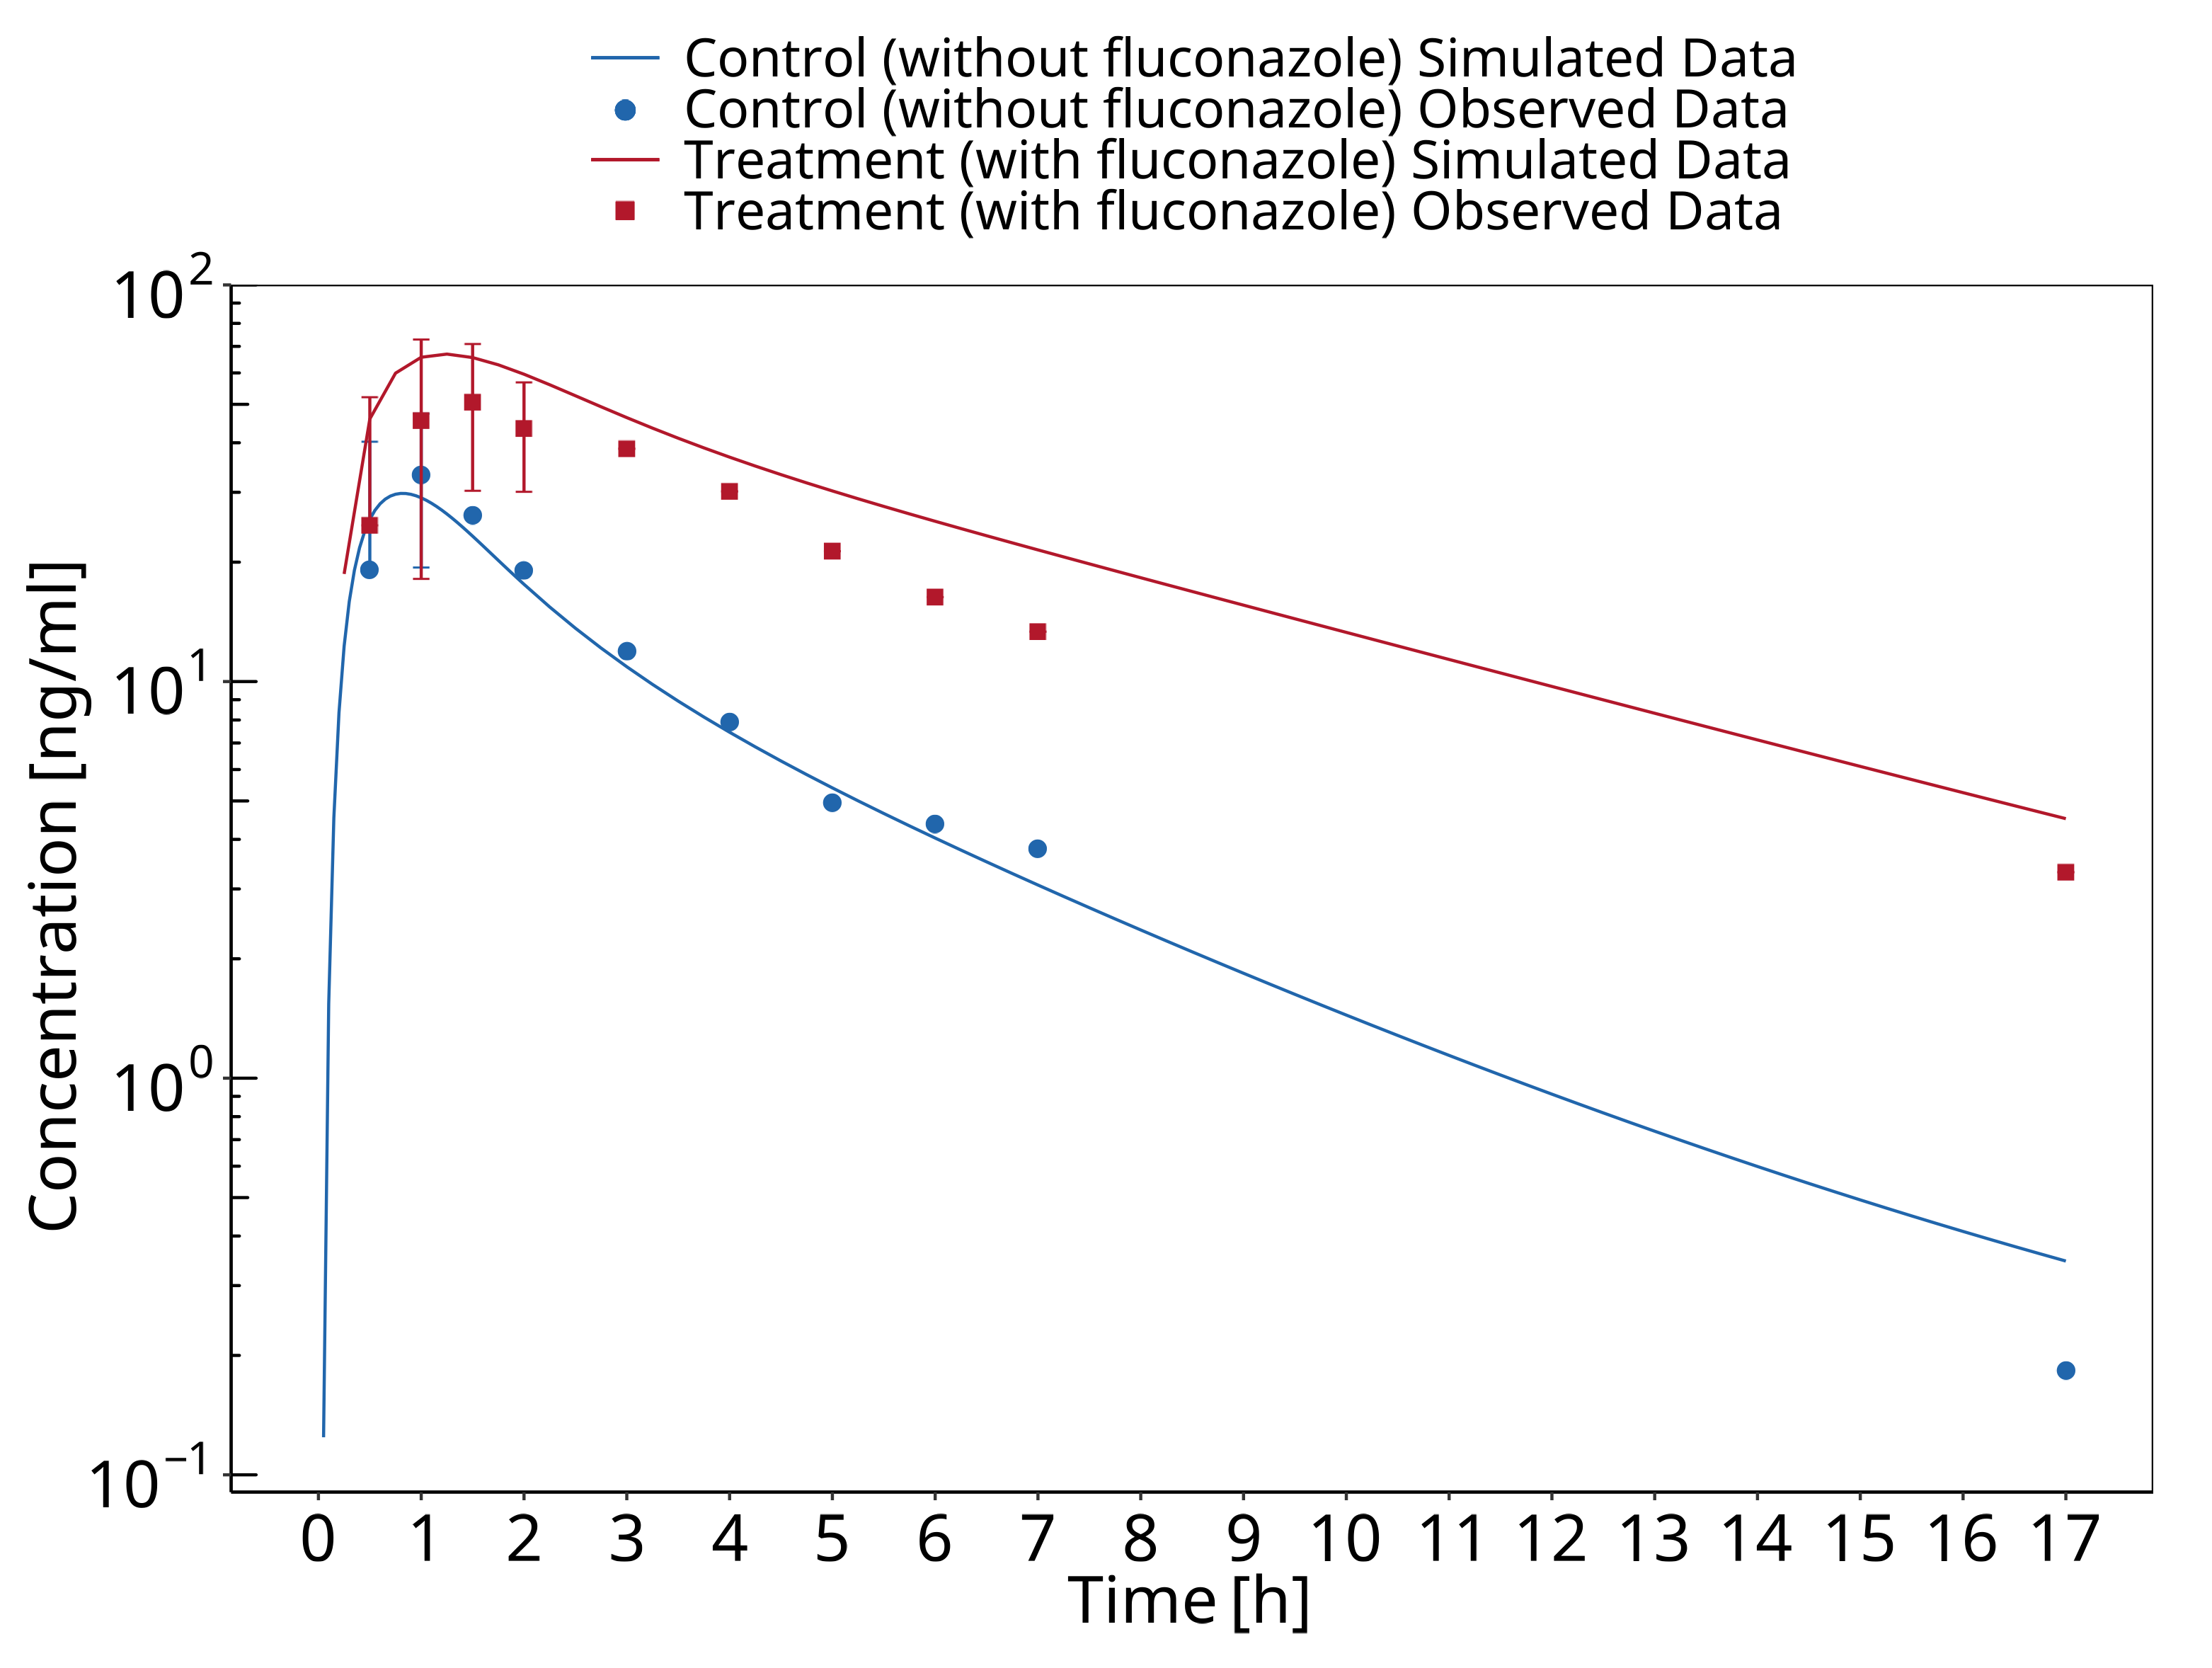 Control (without fluconazole) Simulated Data
Control (without fluconazole) Observed Data
Treatment (with fluconazole) Simulated Data
Treatment (with fluconazole) Observed Data
10²
10¹
10⁰
10⁻¹
Concentration [ng/ml]
0 1 2 3 4 5 6 7 8 9 10 11 12 13 14 15 16 17
Time [h]